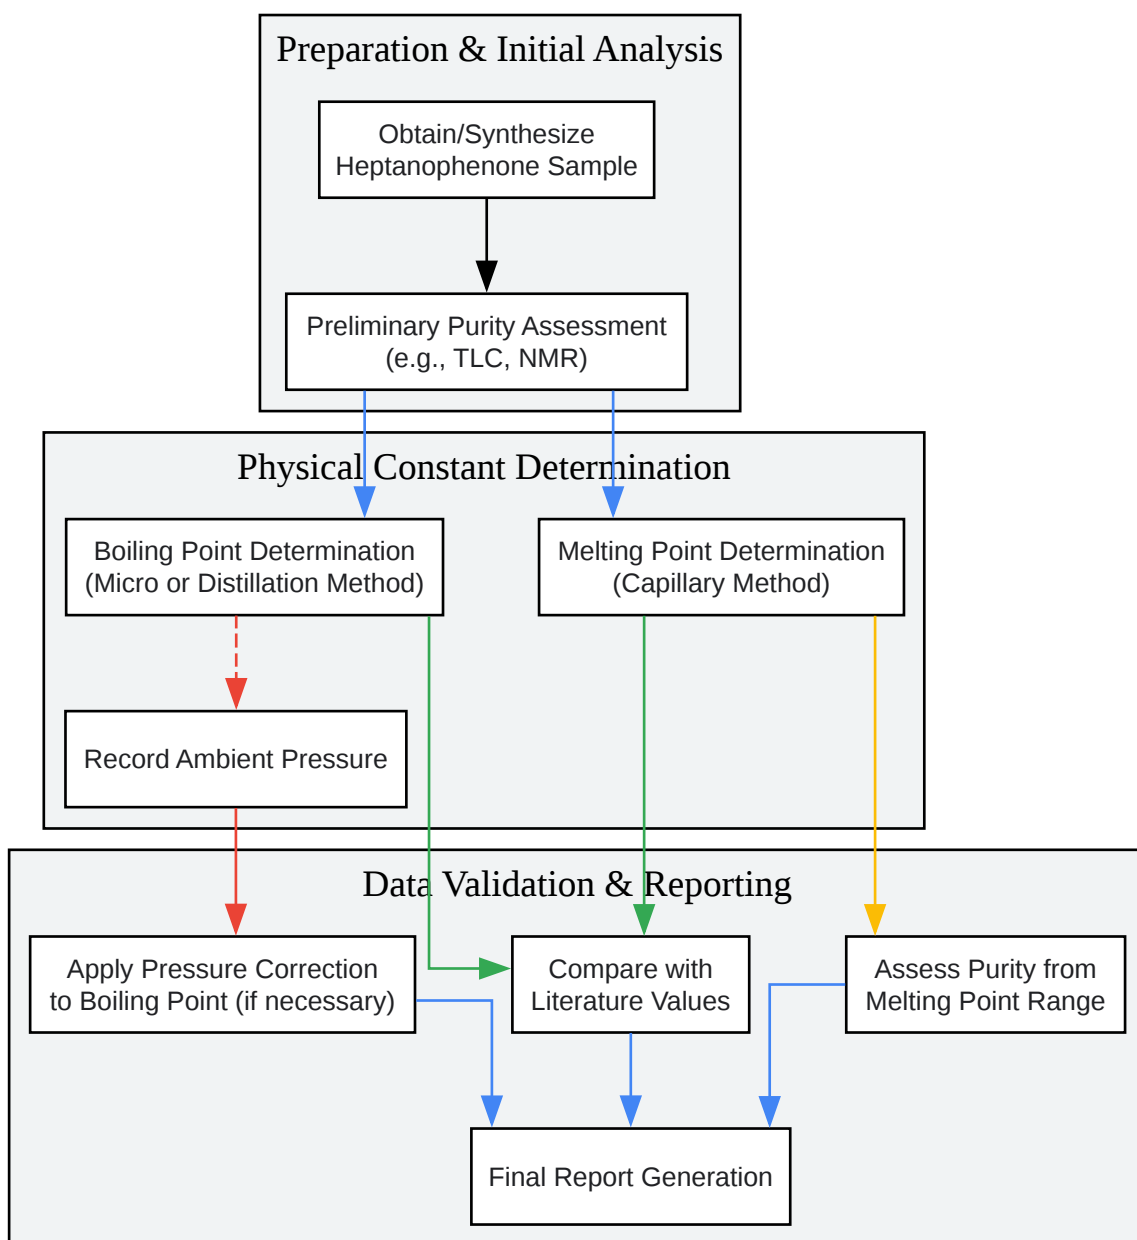 Preparation & Initial Analysis
Obtain/Synthesize
Heptanophenone Sample
Preliminary Purity Assessment
(e.g., TLC, NMR)
Physical Constant Determination
Boiling Point Determination
(Micro or Distillation Method)
Melting Point Determination
(Capillary Method)
Record Ambient Pressure
Data Validation & Reporting
Apply Pressure Correction
to Boiling Point (if necessary)
Compare with
Literature Values
Assess Purity from
Melting Point Range
Final Report Generation